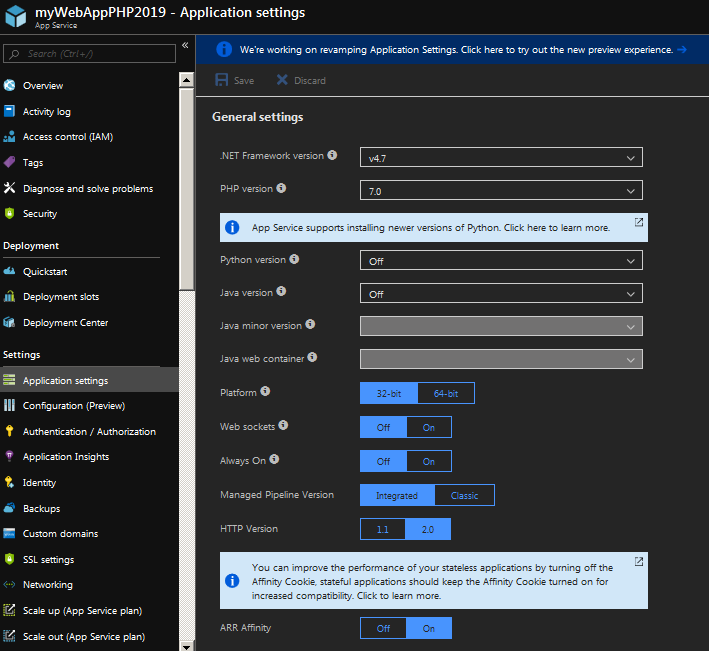 myWebAppPHP2019 - Application settings
App Service
Search (Ctrl+/)
«
Overview
Activity log
Access control (IAM)
Tags
Diagnose and solve problems
Security
Deployment
Quickstart
Deployment slots
Deployment Center
Settings
Application settings
Configuration (Preview)
Authentication / Authorization
Application Insights
Identity
Backups
Custom domains
SSL settings
Networking
Scale up (App Service plan)
Scale out (App Service plan)
We're working on revamping Application Settings. Click here to try out the new preview experience. →
Save Discard
General settings
.NET Framework version v4.7
PHP version 7.0
App Service supports installing newer versions of Python. Click here to learn more.
Python version Off
Java version Off
Java minor version
Java web container
Platform 32-bit 64-bit
Web sockets Off On
Always On Off On
Managed Pipeline Version Integrated Classic
HTTP Version 1.1 2.0
You can improve the performance of your stateless applications by turning off the
Affinity Cookie, stateful applications should keep the Affinity Cookie turned on for
increased compatibility. Click to learn more.
ARR Affinity Off On